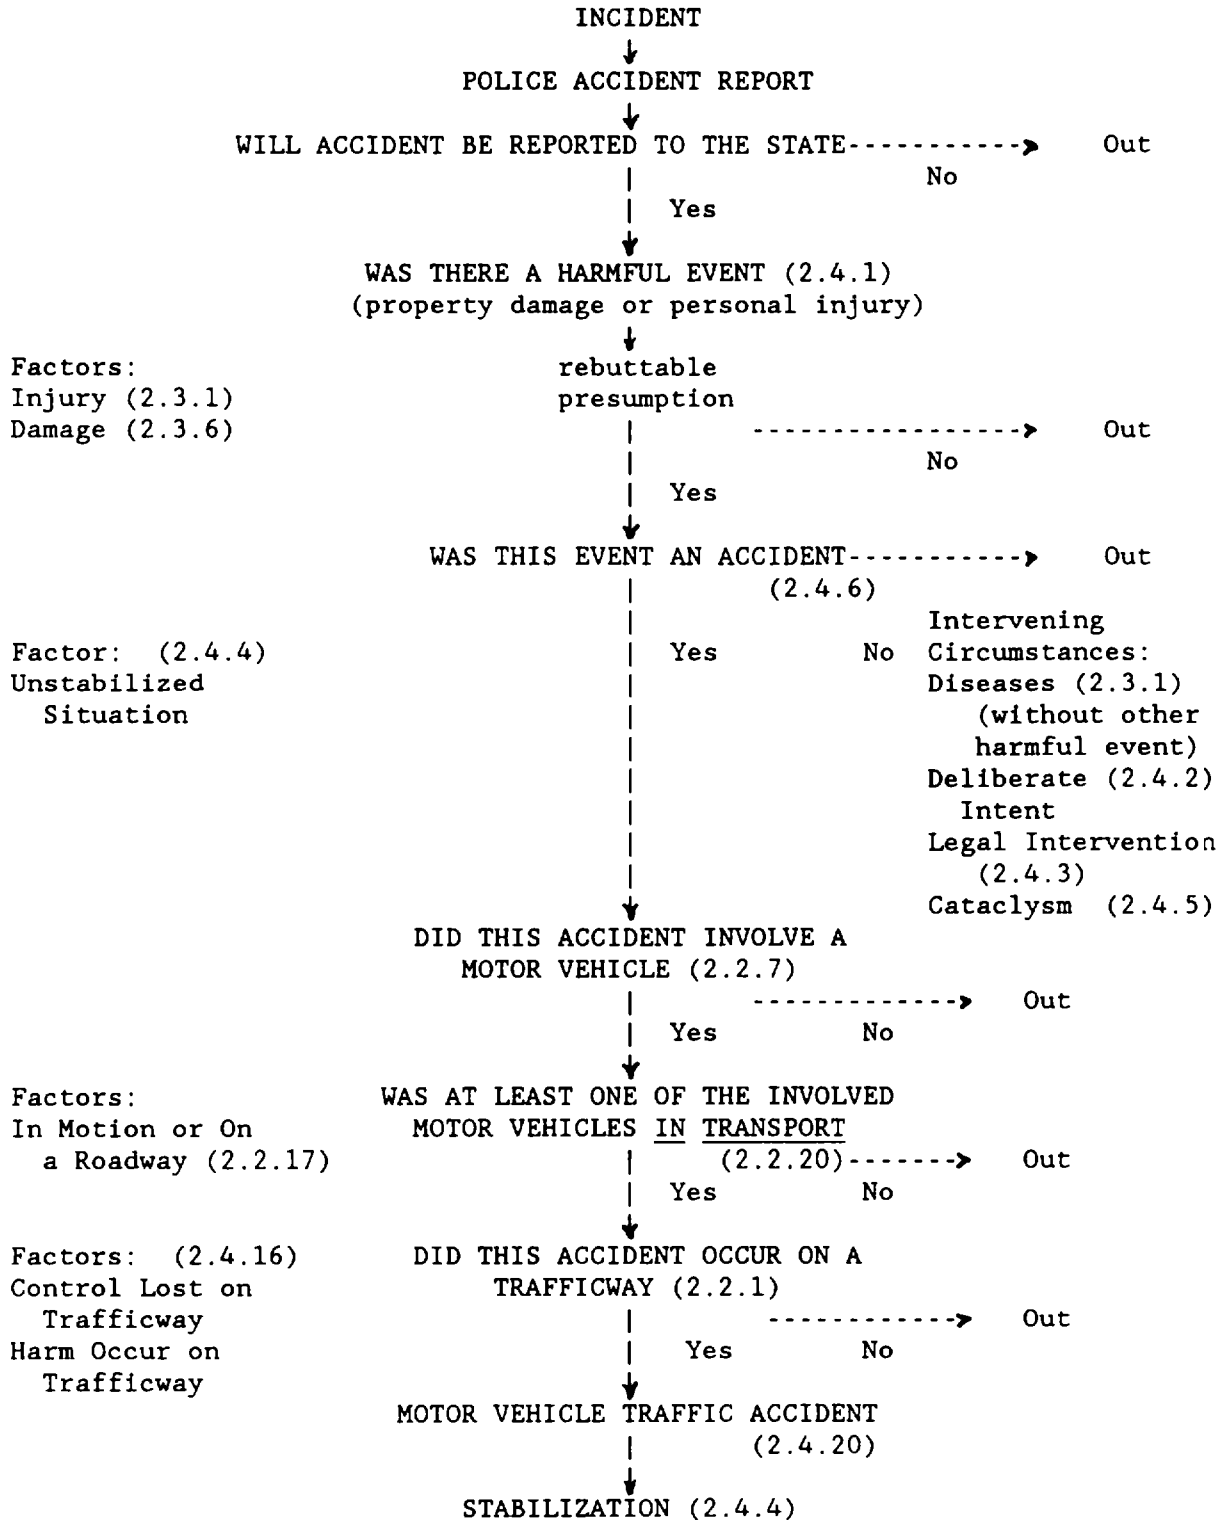 INCIDENT
POLICE ACCIDENT REPORT
WILL ACCIDENT BE REPORTED TO THE STATE-----------> Out
No
Yes
WAS THERE A HARMFUL EVENT (2.4.1)
(property damage or personal injury)
Factors: rebuttable
Injury (2.3.1) presumption
Damage (2.3.6) -----------------> Out
No
Yes
WAS THIS EVENT AN ACCIDENT-----------> Out
(2.4.6)
Intervening
Factor: (2.4.4) Yes No Circumstances:
Unstabilized Diseases (2.3.1)
Situation (without other
harmful event)
Deliberate (2.4.2)
Intent
Legal Intervention
(2.4.3)
Cataclysm (2.4.5)
DID THIS ACCIDENT INVOLVE A
MOTOR VEHICLE (2.2.7)
-------------> Out
Yes No
Factors: WAS AT LEAST ONE OF THE INVOLVED
In Motion or On MOTOR VEHICLES IN TRANSPORT
a Roadway (2.2.17) (2.2.20)-------> Out
Yes No
Factors: (2.4.16) DID THIS ACCIDENT OCCUR ON A
Control Lost on TRAFFICWAY (2.2.1)
Trafficway ------------> Out
Harm Occur on Yes No
Trafficway
MOTOR VEHICLE TRAFFIC ACCIDENT
(2.4.20)
STABILIZATION (2.4.4)